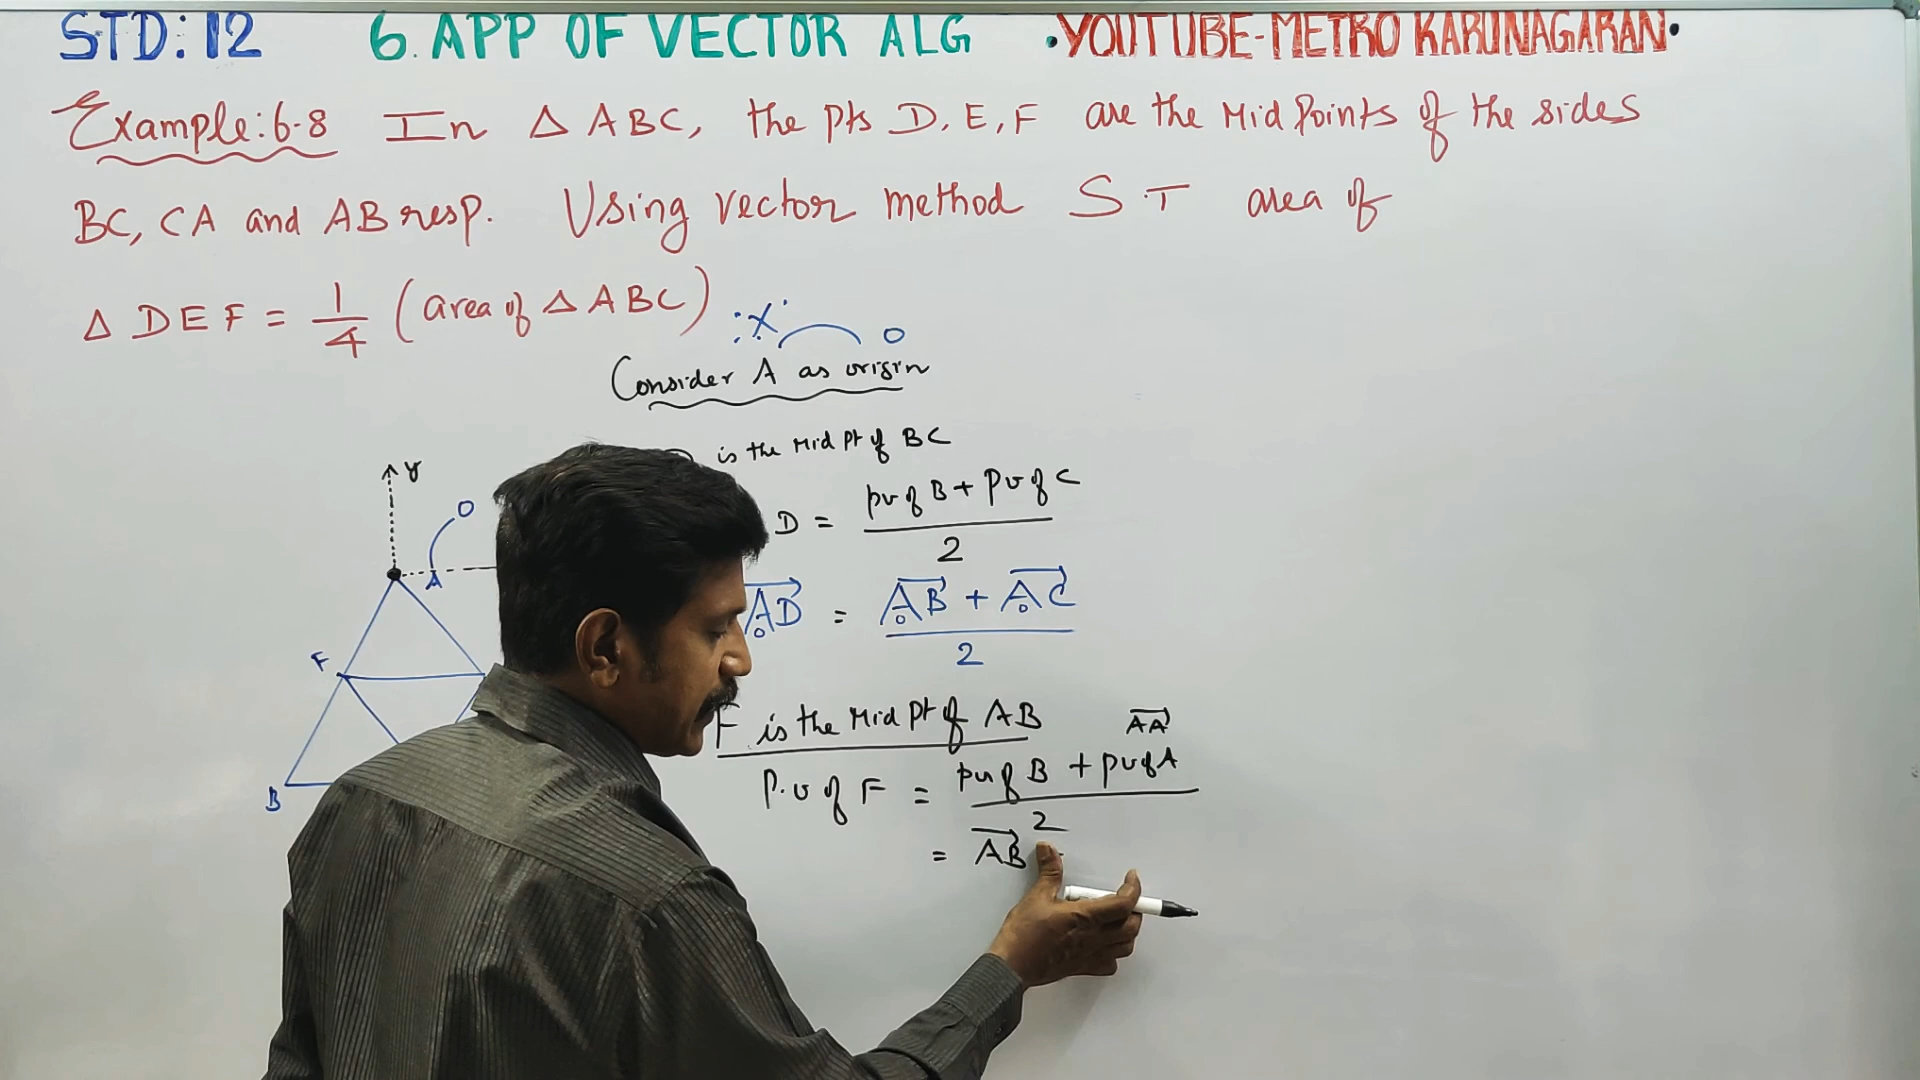 STD: 12 6. APP OF VECTOR ALG •YOUTUBE-METRO KARUNAGARAN•
Example: 6.8 In Δ ABC, the pts D, E, F are the Mid Points of the sides
BC, CA and AB resp. Using vector method S.T area of
Δ DEF = 1/4 (area of Δ ABC)
O
Consider A as origin
is the Mid pt of BC
D = (pv of B + pv of C)/2
AD⃗ = (AB⃗ + AC⃗)/2
F is the Mid pt of AB
AA⃗
P.v of F = (pv of B + pv of A)/2
= AB⃗
y
O
A
F
B